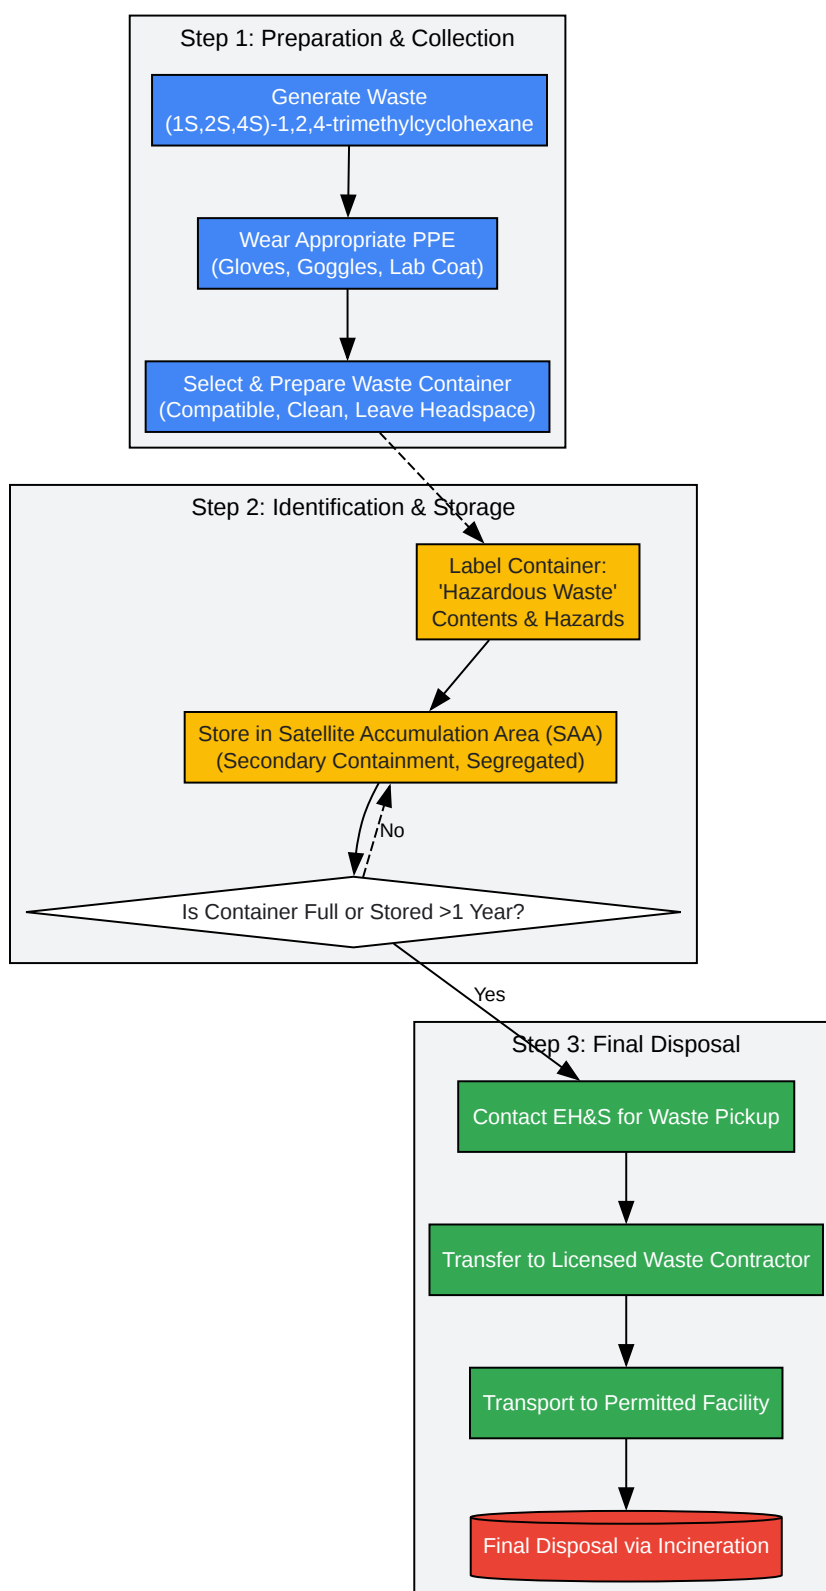 Step 1: Preparation & Collection
Generate Waste
(1S,2S,4S)-1,2,4-trimethylcyclohexane
Wear Appropriate PPE
(Gloves, Goggles, Lab Coat)
Select & Prepare Waste Container
(Compatible, Clean, Leave Headspace)
Step 2: Identification & Storage
Label Container:
'Hazardous Waste'
Contents & Hazards
Store in Satellite Accumulation Area (SAA)
(Secondary Containment, Segregated)
No
Is Container Full or Stored >1 Year?
Yes
Step 3: Final Disposal
Contact EH&S for Waste Pickup
Transfer to Licensed Waste Contractor
Transport to Permitted Facility
Final Disposal via Incineration